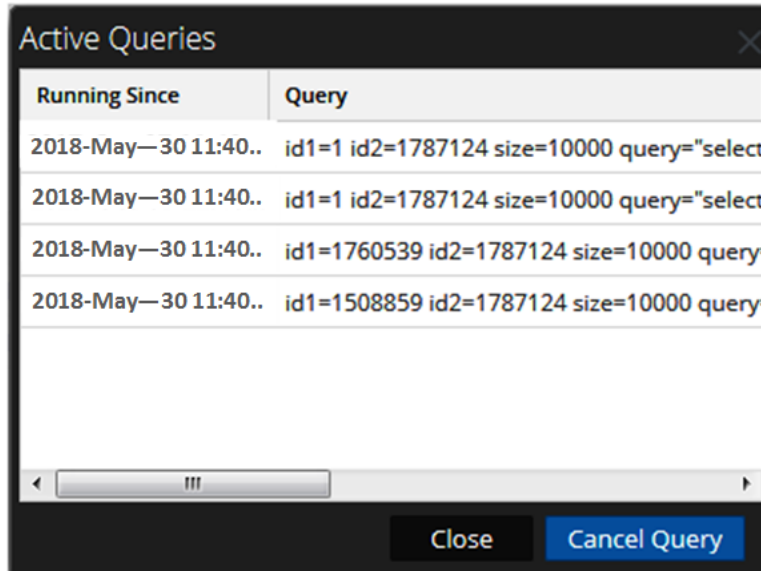 Active Queries
Running Since Query
2018-May—30 11:40.. id1=1 id2=1787124 size=10000 query="select
2018-May—30 11:40.. id1=1 id2=1787124 size=10000 query="select
2018-May—30 11:40.. id1=1760539 id2=1787124 size=10000 query
2018-May—30 11:40.. id1=1508859 id2=1787124 size=10000 query=
Close Cancel Query